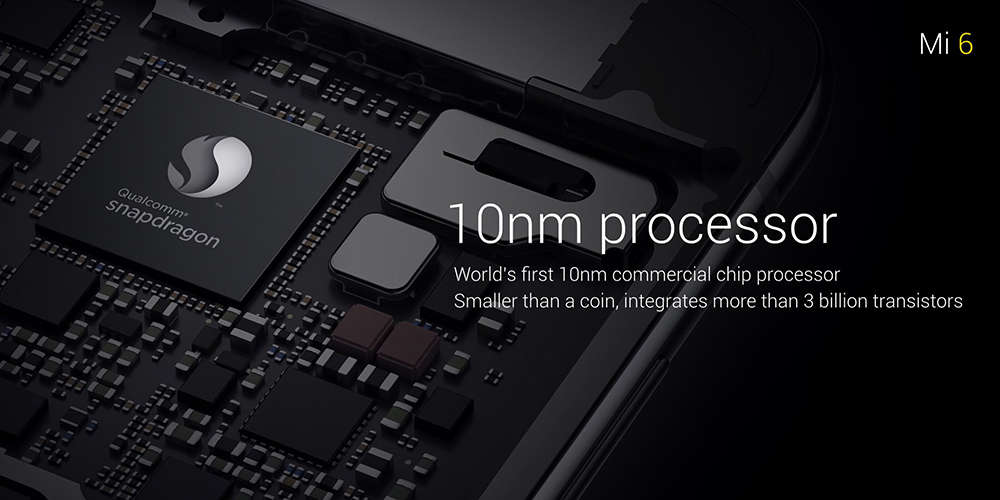 Mi 6
Qualcomm®
snapdragon™
10nm processor
World's first 10nm commercial chip processor
Smaller than a coin, integrates more than 3 billion transistors